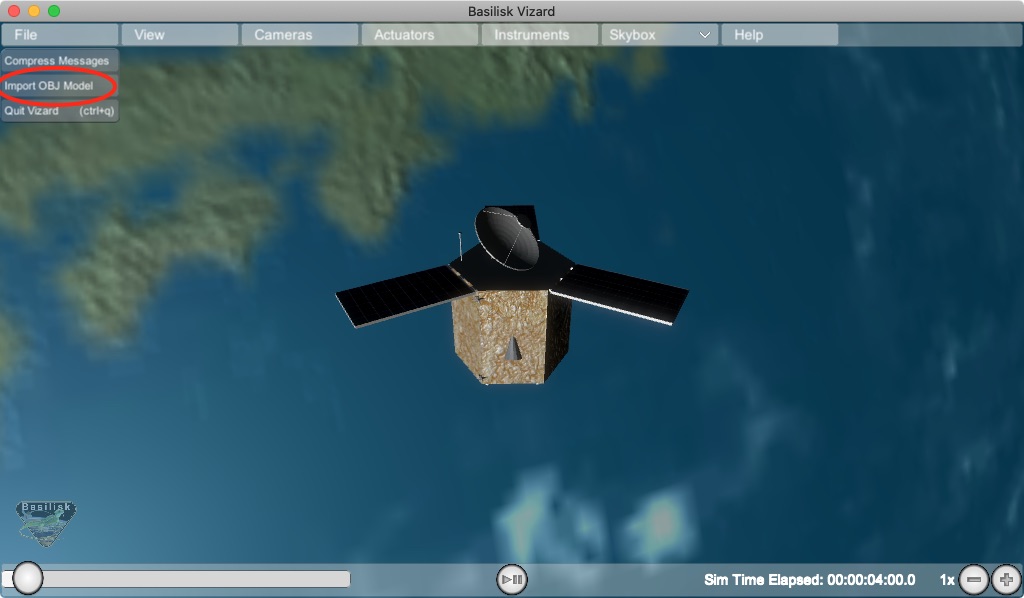 Basilisk Vizard
File View Cameras Actuators Instruments Skybox Help
Compress Messages
Import OBJ Model
Quit Vizard (ctrl+q)
Basilisk
Sim Time Elapsed: 00:00:04:00.0 1x